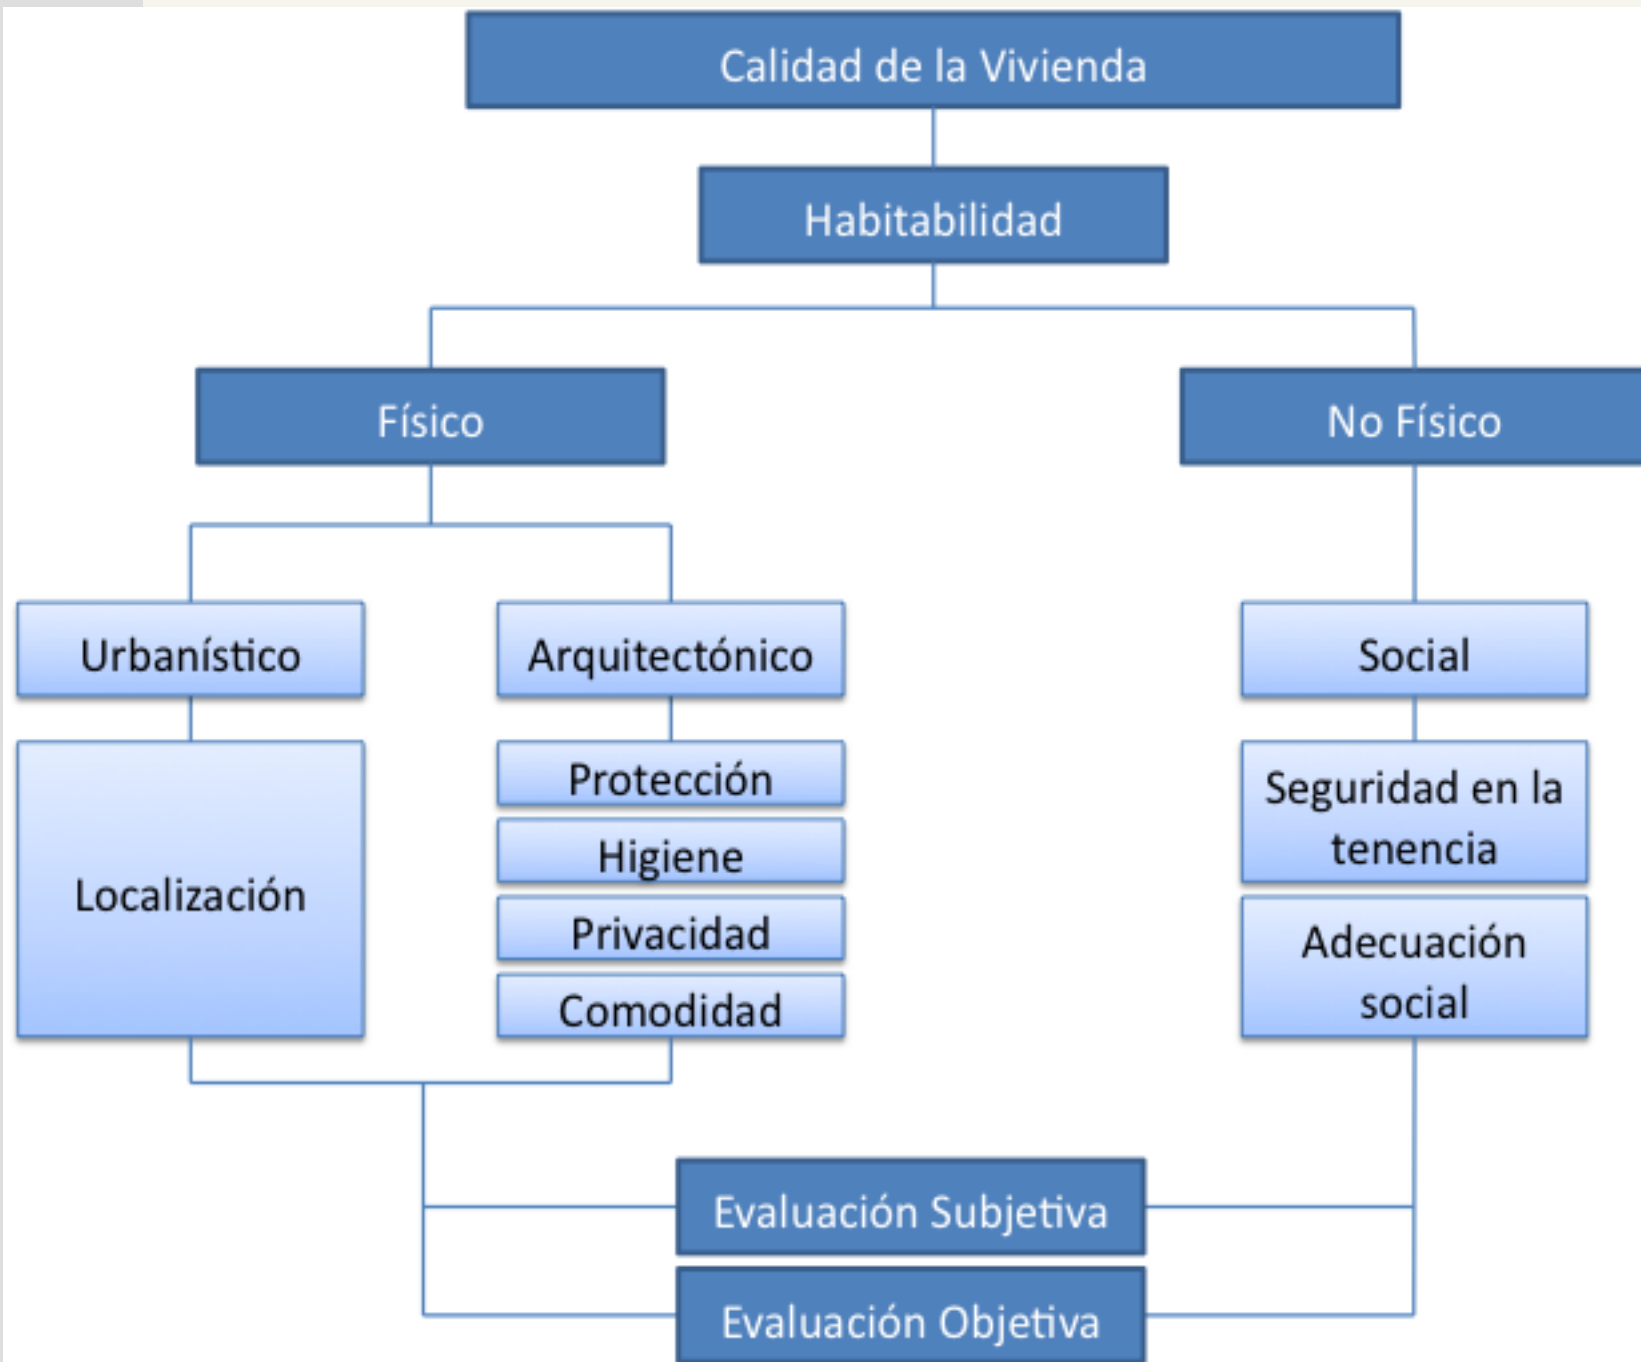 Calidad de la Vivienda
Habitabilidad
Físico
No Físico
Urbanístico
Arquitectónico
Social
Localización
Protección
Higiene
Privacidad
Comodidad
Seguridad en la
tenencia
Adecuación
social
Evaluación Subjetiva
Evaluación Objetiva